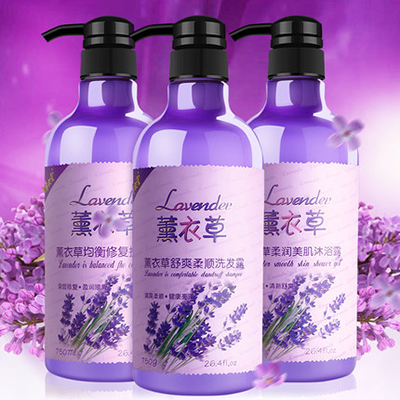 Lavender
薰衣草
薰衣草均衡修复
Lavender is balanced the
750ml
26.4fl.oz
Lavender
薰衣草
薰衣草舒爽柔顺洗发露
Lavender is comfortable dandruff shampoo
750g
26.4fl.oz
Lavender
薰衣草
草柔润美肌沐浴露
smooth skin shower gel
26.4fl.oz